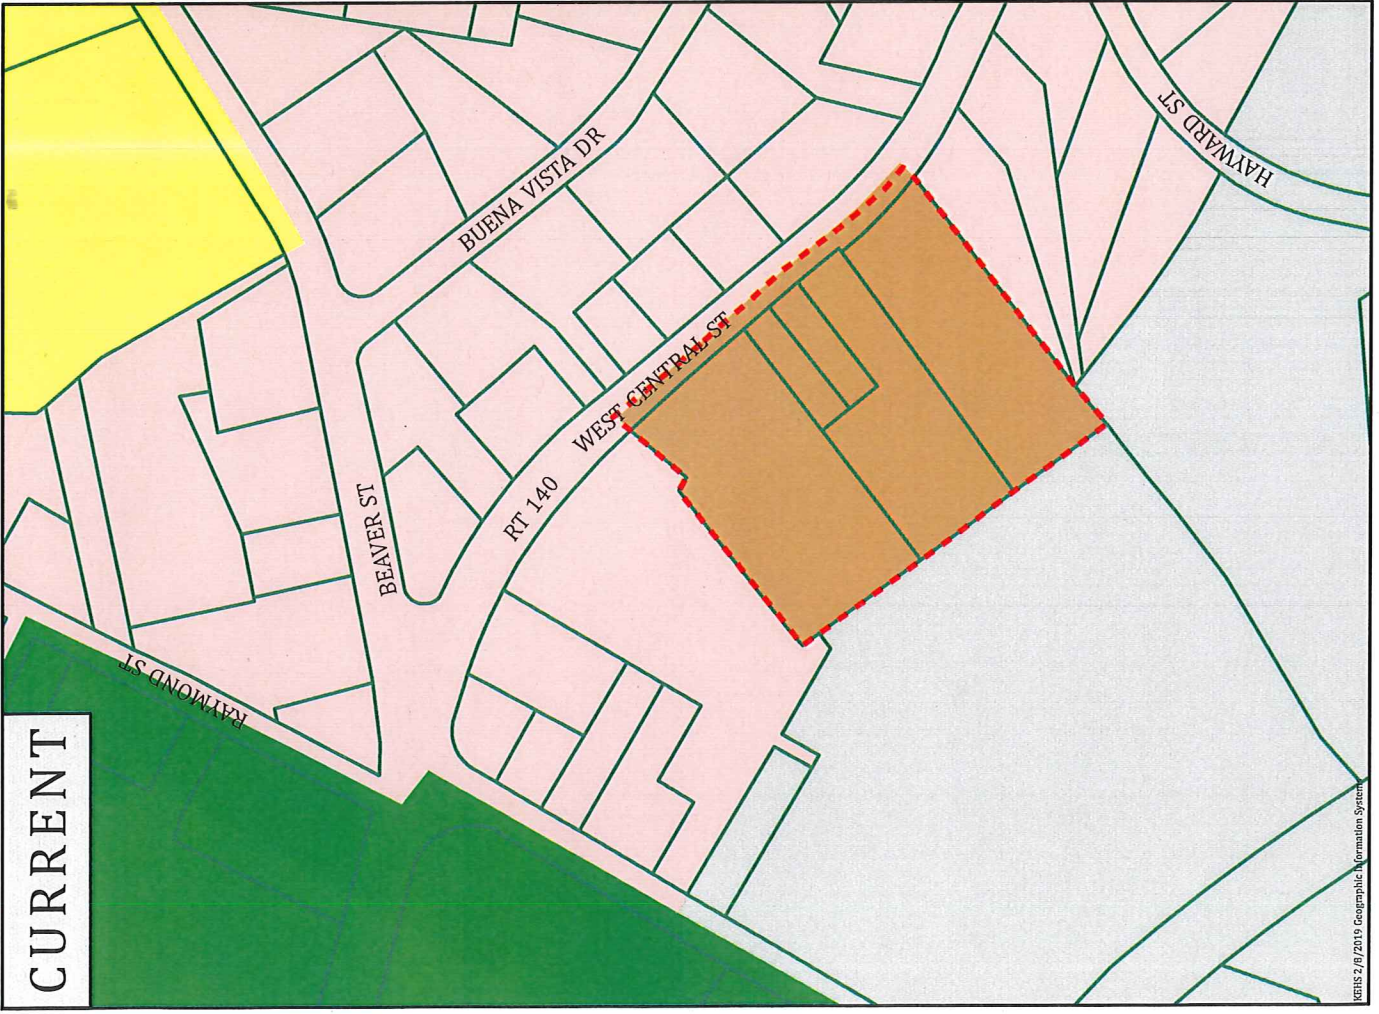 CURRENT
HAYWARD ST
BUENA VISTA DR
WEST CENTRAL ST
RT 140
BEAVER ST
RAYMOND ST
KEHS 2/8/2019 Geographic Information Systems